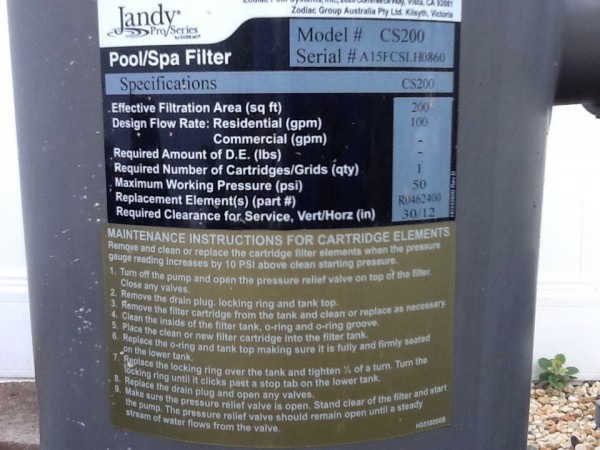 Zodiac Pool Systems, Inc., Way, Vista, CA 92081
Zodiac Group Australia Pty Ltd. Kilsyth, Victoria
Jandy®
Pro Series
Pool/Spa Filter
Model # CS200
Serial # A15FCSLH0860
Specifications CS200
Effective Filtration Area (sq ft) 200
Design Flow Rate: Residential (gpm) 100
Commercial (gpm) -
Required Amount of D.E. (lbs) -
Required Number of Cartridges/Grids (qty) 1
Maximum Working Pressure (psi) 50
Replacement Element(s) (part #) R0462400
Required Clearance for Service, Vert/Horz (in) 30/12
MAINTENANCE INSTRUCTIONS FOR CARTRIDGE ELEMENTS
Remove and clean or replace the cartridge filter elements when the pressure
gauge reading increases by 10 PSI above clean starting pressure.
1. Turn off the pump and open the pressure relief valve on top of the filter.
Close any valves.
2. Remove the drain plug, locking ring and tank top.
3. Remove the filter cartridge from the tank and clean or replace as necessary.
4. Clean the inside of the filter tank, o-ring and o-ring groove.
5. Place the clean or new filter cartridge into the filter tank.
6. Replace the o-ring and tank top making sure it is fully and firmly seated
on the lower tank.
7. Replace the locking ring over the tank and tighten ¼ of a turn. Turn the
locking ring until it clicks past a stop tab on the lower tank.
8. Replace the drain plug and open any valves.
9. Make sure the pressure relief valve is open. Stand clear of the filter and start
the pump. The pressure relief valve should remain open until a steady
stream of water flows from the valve.